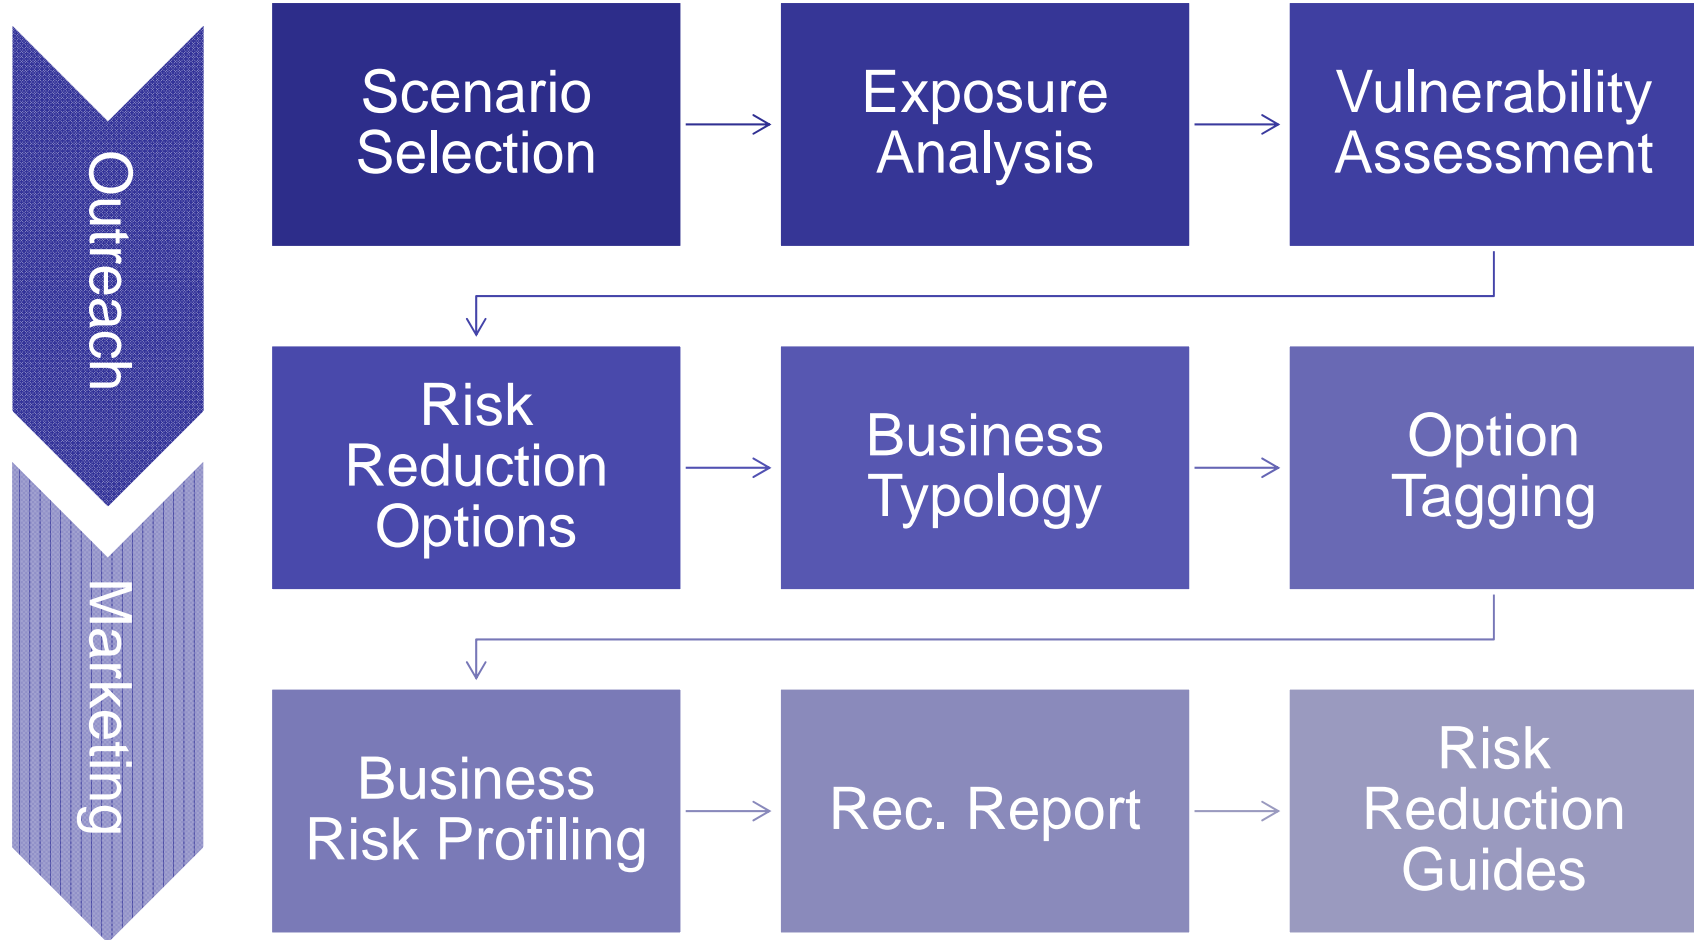 Outreach
Marketing
Scenario
Selection
Exposure
Analysis
Vulnerability
Assessment
Risk
Reduction
Options
Business
Typology
Option
Tagging
Business
Risk Profiling
Rec. Report
Risk
Reduction
Guides